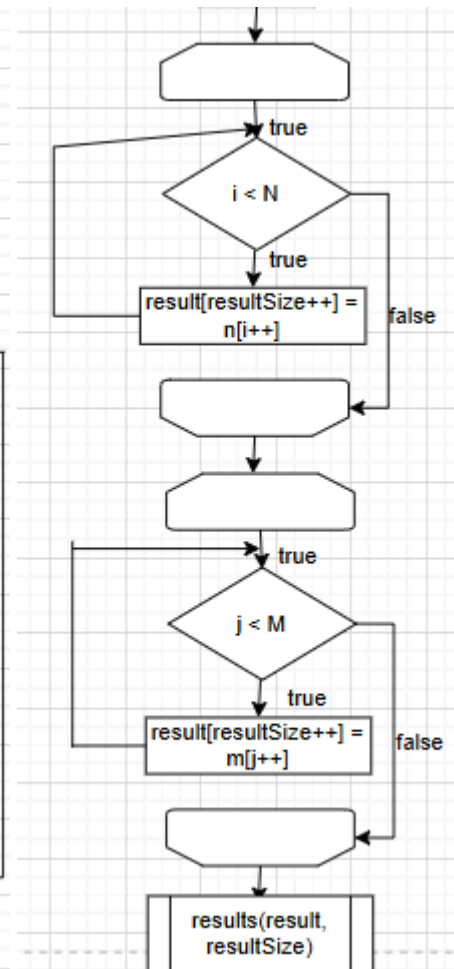 true
i < N
true
result[resultSize++] =
n[i++]
false
true
j < M
true
result[resultSize++] =
m[j++]
false
results(result,
resultSize)